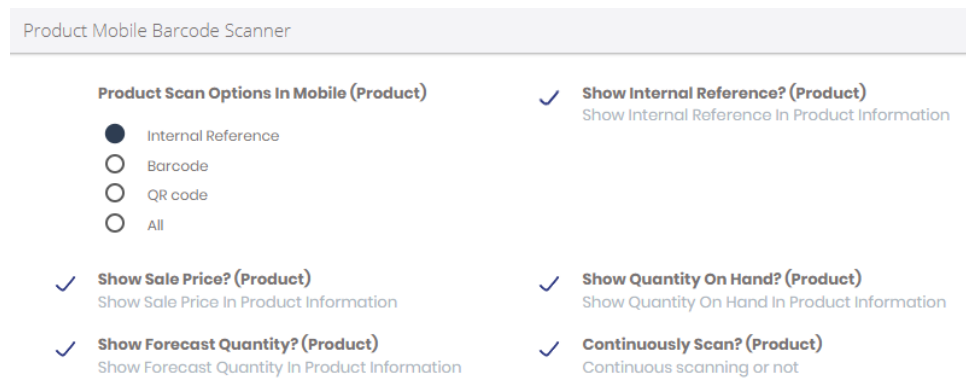 Product Mobile Barcode Scanner
Product Scan Options In Mobile (Product)
Internal Reference
Barcode
QR code
All
Show Internal Reference? (Product)
Show Internal Reference In Product Information
Show Sale Price? (Product)
Show Sale Price In Product Information
Show Quantity On Hand? (Product)
Show Quantity On Hand In Product Information
Show Forecast Quantity? (Product)
Show Forecast Quantity In Product Information
Continuously Scan? (Product)
Continuous scanning or not